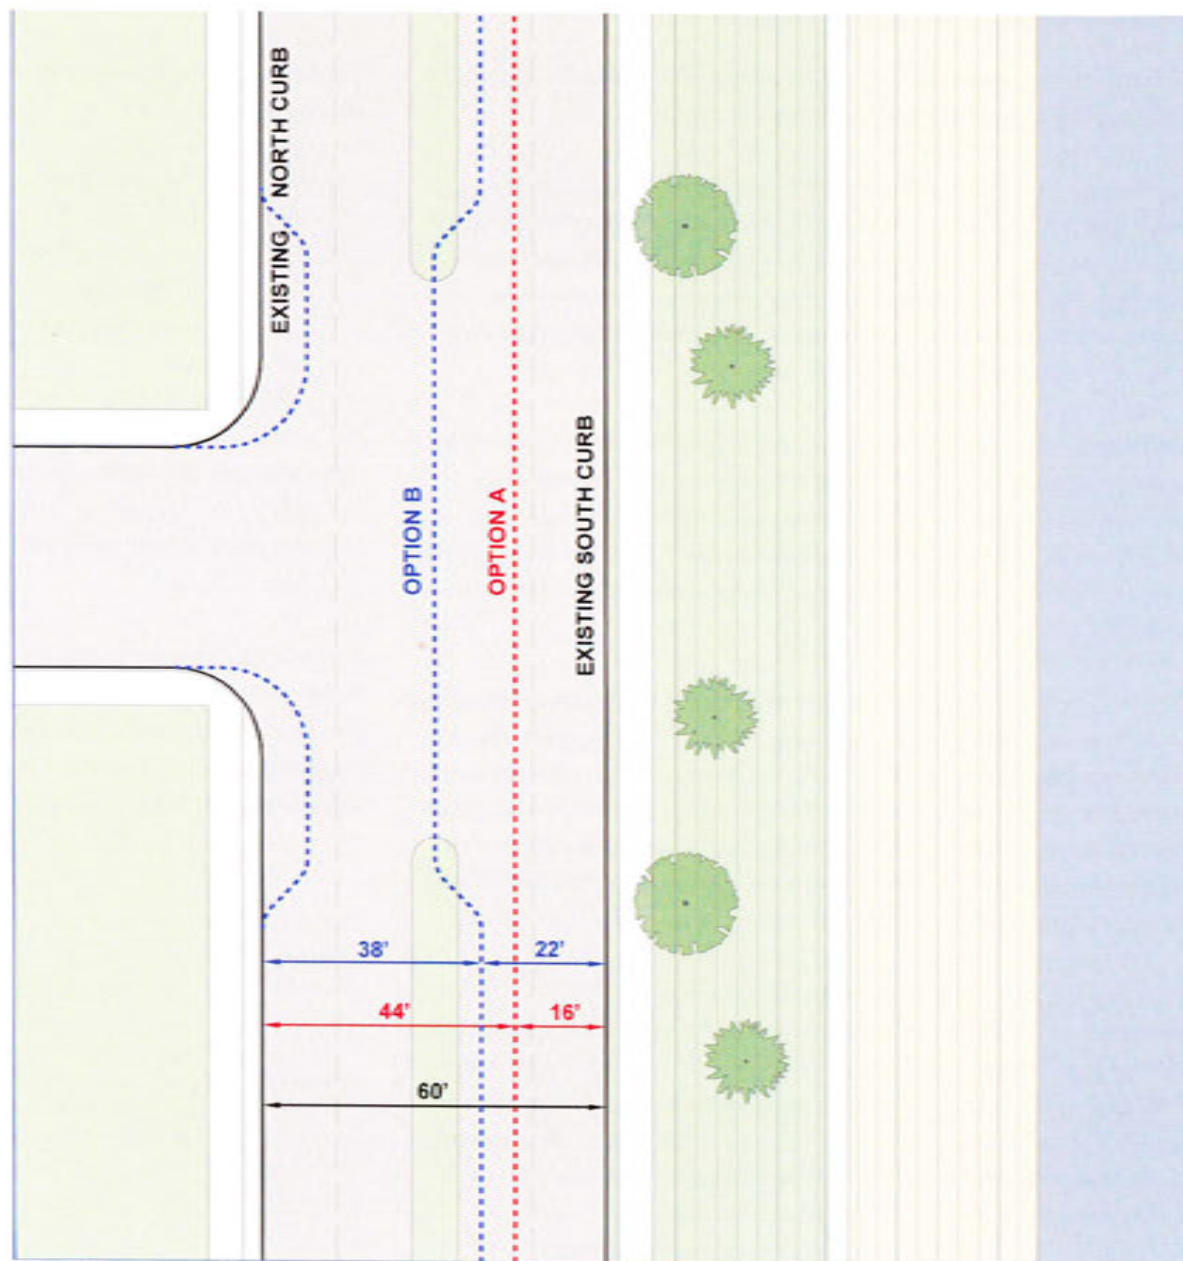 EXISTING NORTH CURB
OPTION B
OPTION A
EXISTING SOUTH CURB
38'
22'
44'
16'
60'